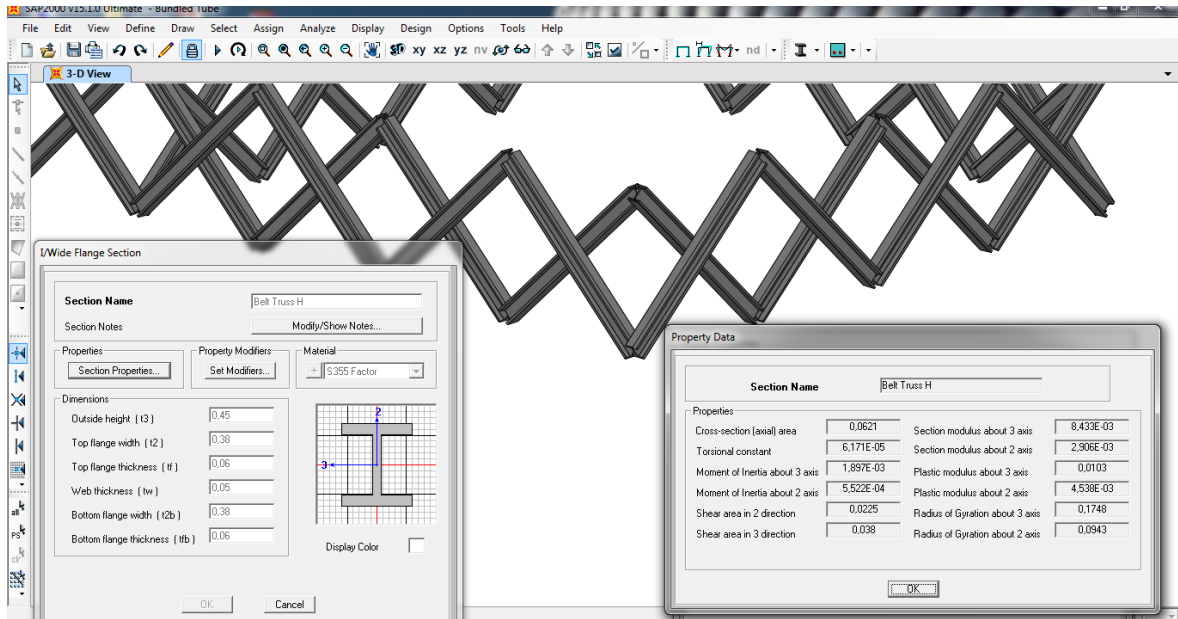 SAP2000 v15.1.0 Ultimate - Bundled Tube
File Edit View Define Draw Select Assign Analyze Display Design Options Tools Help
3D xy xz yz nv nd
3-D View
all
PS
clr
I/Wide Flange Section
Section Name Belt Truss H
Section Notes Modify/Show Notes...
Properties Property Modifiers Material
Section Properties... Set Modifiers... + S355 Factor
Dimensions
Outside height ( t3 ) 0,45
Top flange width ( t2 ) 0,38
Top flange thickness ( tf ) 0,06
Web thickness ( tw ) 0,05
Bottom flange width ( t2b ) 0,38
Bottom flange thickness ( tfb ) 0,06
2
3
Display Color
OK Cancel
Property Data
Section Name Belt Truss H
Properties
Cross-section (axial) area 0,0621 Section modulus about 3 axis 8,433E-03
Torsional constant 6,171E-05 Section modulus about 2 axis 2,906E-03
Moment of Inertia about 3 axis 1,897E-03 Plastic modulus about 3 axis 0,0103
Moment of Inertia about 2 axis 5,522E-04 Plastic modulus about 2 axis 4,538E-03
Shear area in 2 direction 0,0225 Radius of Gyration about 3 axis 0,1748
Shear area in 3 direction 0,038 Radius of Gyration about 2 axis 0,0943
OK